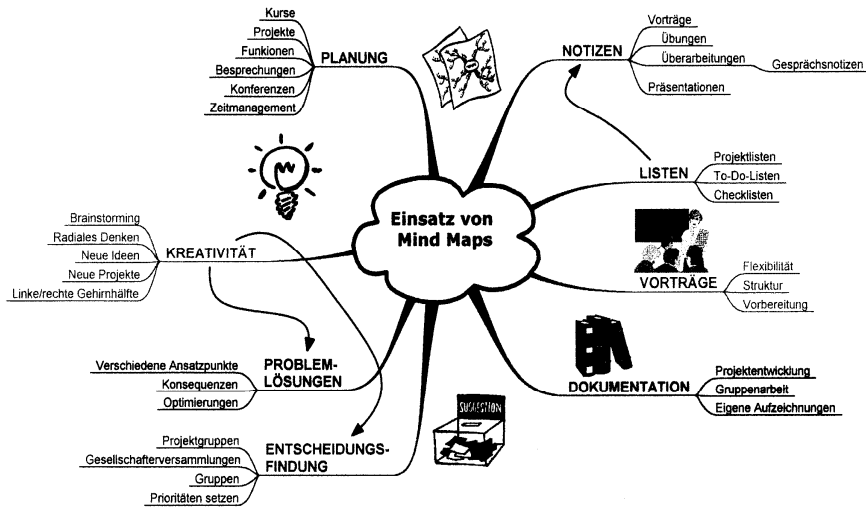 Einsatz von
Mind Maps
PLANUNG
Kurse
Projekte
Funkionen
Besprechungen
Konferenzen
Zeitmanagement
NOTIZEN
Vorträge
Übungen
Überarbeitungen
Gesprächsnotizen
Präsentationen
LISTEN
Projektlisten
To-Do-Listen
Checklisten
VORTRÄGE
Flexibilität
Struktur
Vorbereitung
DOKUMENTATION
Projektentwicklung
Gruppenarbeit
Eigene Aufzeichnungen
KREATIVITÄT
Brainstorming
Radiales Denken
Neue Ideen
Neue Projekte
Linke/rechte Gehirnhälfte
PROBLEM-
LÖSUNGEN
Verschiedene Ansatzpunkte
Konsequenzen
Optimierungen
ENTSCHEIDUNGS-
FINDUNG
Projektgruppen
Gesellschafterversammlungen
Gruppen
Prioritäten setzen
SUGGESTION